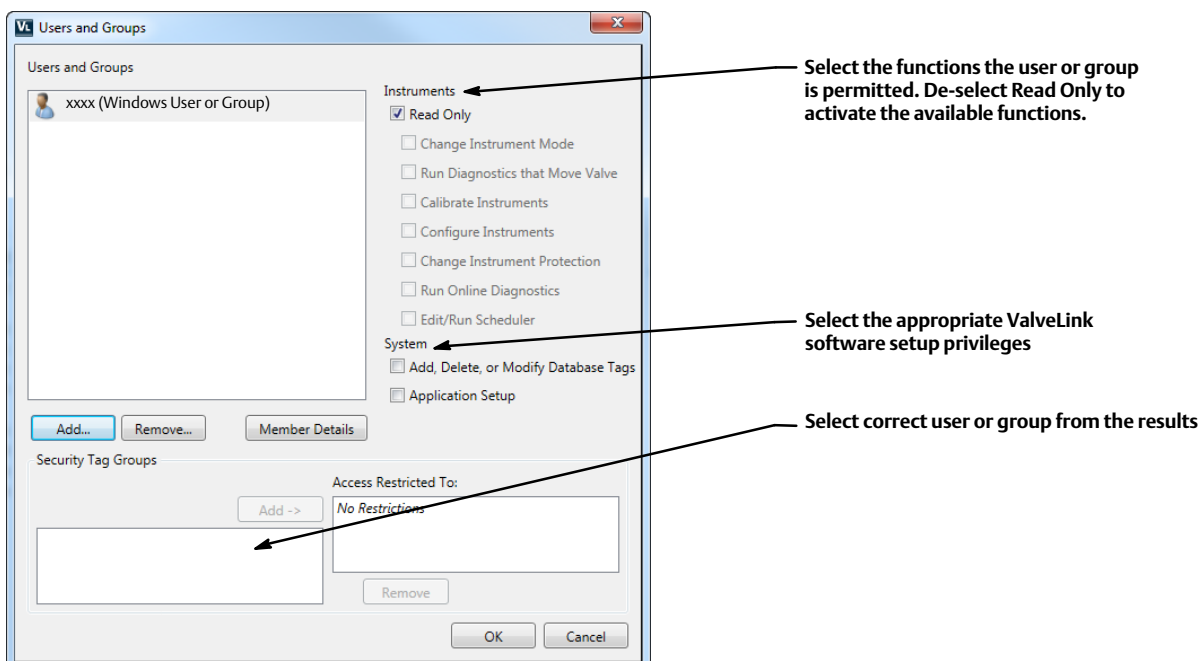 VL Users and Groups
x
Users and Groups
xxxx (Windows User or Group)
Instruments
Read Only
Change Instrument Mode
Run Diagnostics that Move Valve
Calibrate Instruments
Configure Instruments
Change Instrument Protection
Run Online Diagnostics
Edit/Run Scheduler
System
Add, Delete, or Modify Database Tags
Application Setup
Add...
Remove...
Member Details
Security Tag Groups
Access Restricted To:
Add ->
No Restrictions
Remove
OK
Cancel
Select the functions the user or group
is permitted. De-select Read Only to
activate the available functions.
Select the appropriate ValveLink
software setup privileges
Select correct user or group from the results